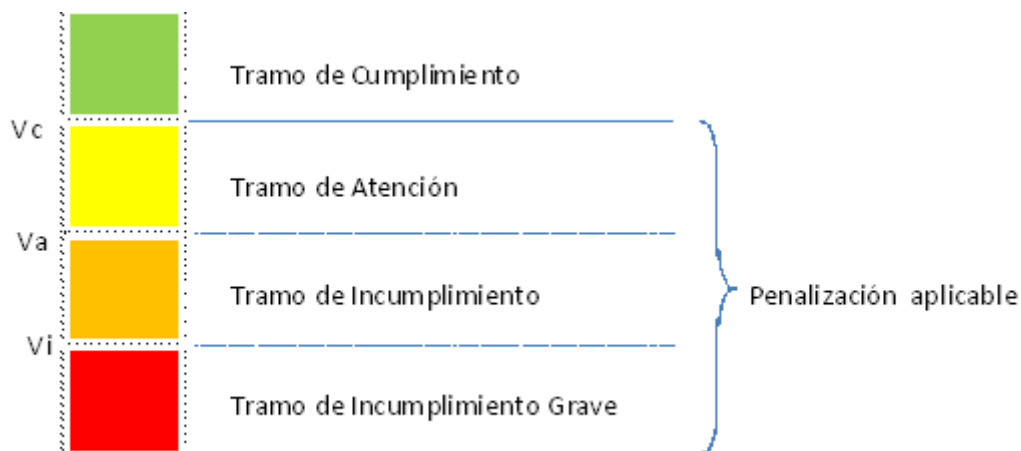 Tramo de Cumplimiento
Vc
Tramo de Atención
Va
Tramo de Incumplimiento
Penalización aplicable
Vi
Tramo de Incumplimiento Grave